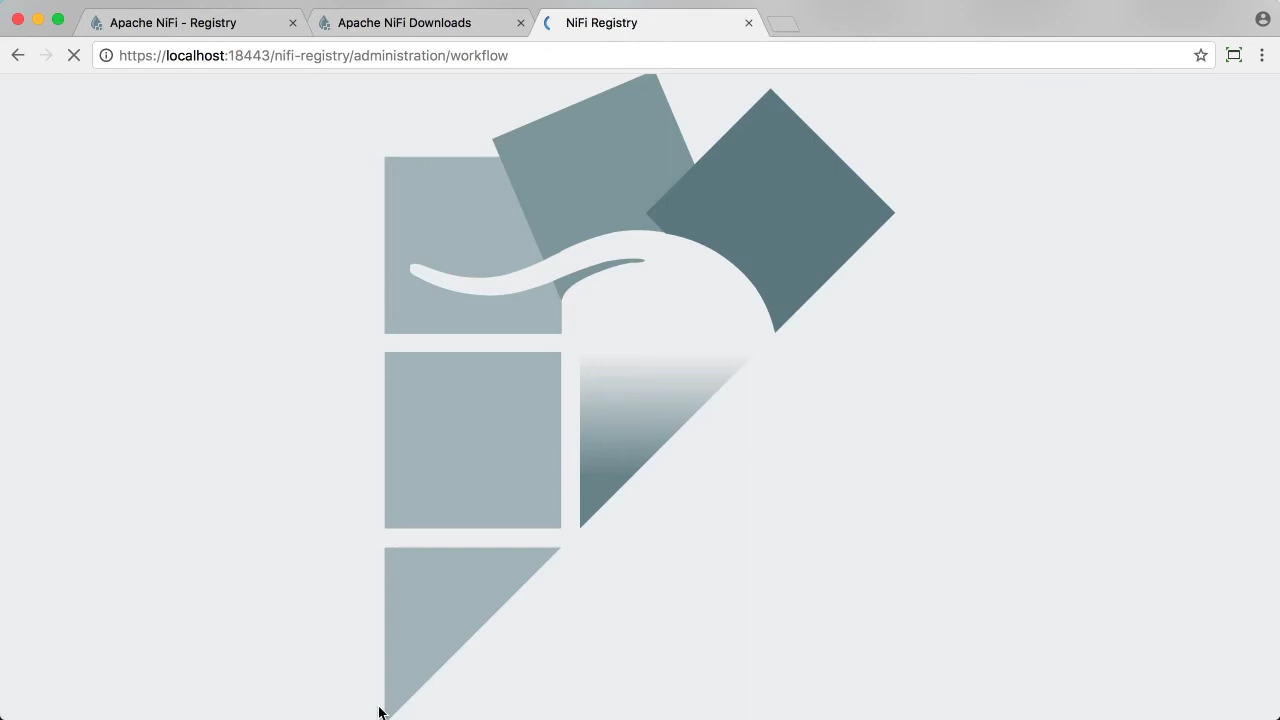 Apache NiFi - Registry
Apache NiFi Downloads
NiFi Registry
https://localhost:18443/nifi-registry/administration/workflow